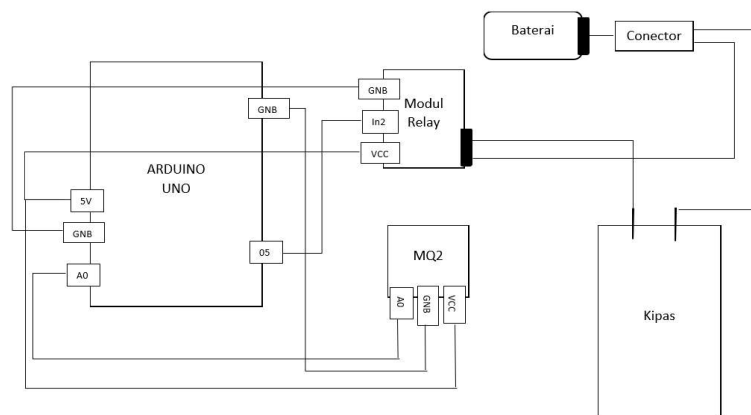 Baterai
Conector
GNB
Modul
Relay
In2
VCC
GNB
ARDUINO
UNO
5V
GNB
A0
05
MQ2
A0
GNB
VCC
Kipas